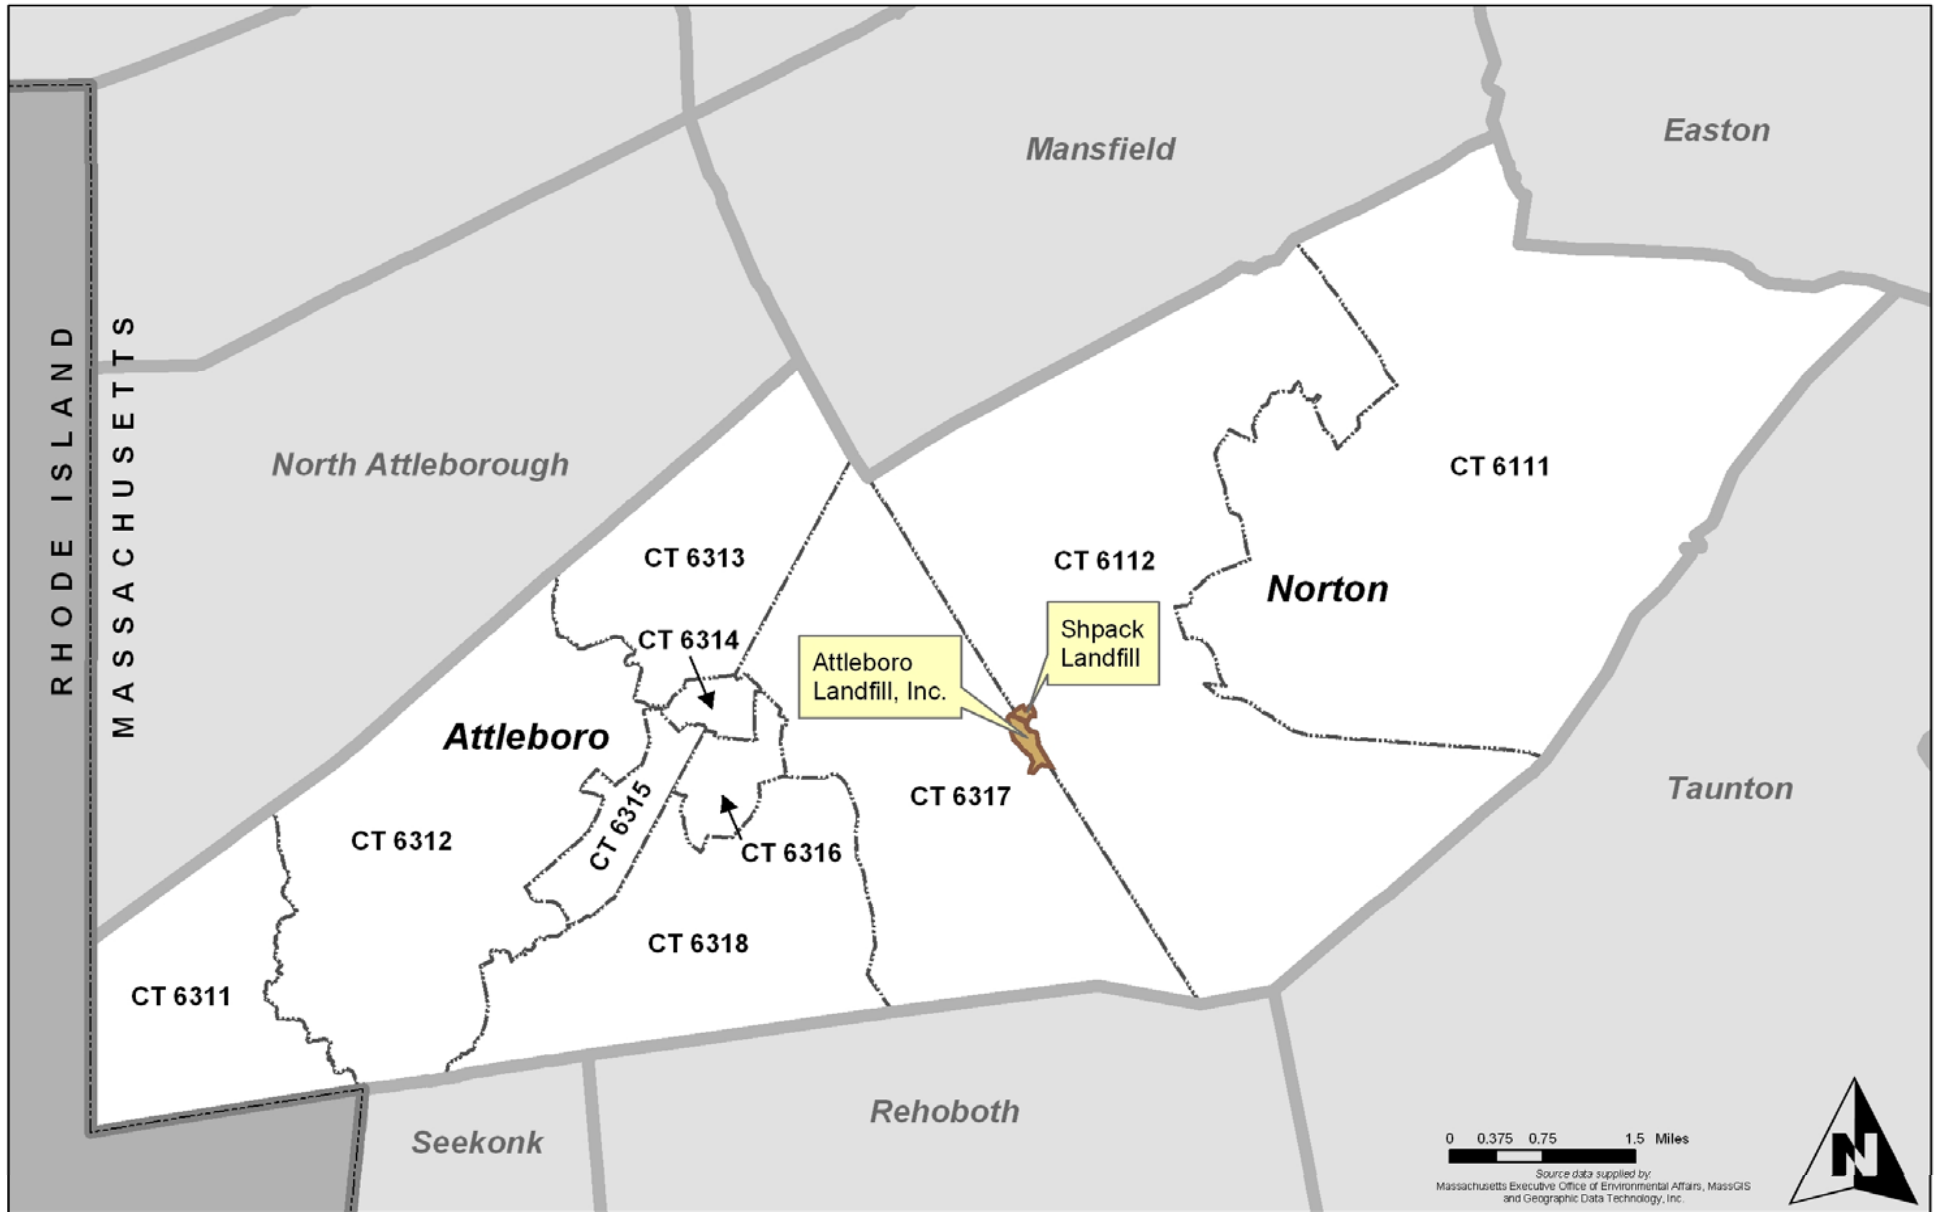 Easton
Mansfield
RHODE ISLAND
MASSACHUSETTS
North Attleborough
CT 6111
CT 6313
CT 6112
Norton
CT 6314
Shpack
Landfill
Attleboro
Landfill, Inc.
Attleboro
CT 6317
Taunton
CT 6315
CT 6312
CT 6316
CT 6318
CT 6311
Rehoboth
Seekonk
0 0.375 0.75 1.5 Miles
Source data supplied by:
Massachusetts Executive Office of Environmental Affairs, MassGIS
and Geographic Data Technology, Inc.
N